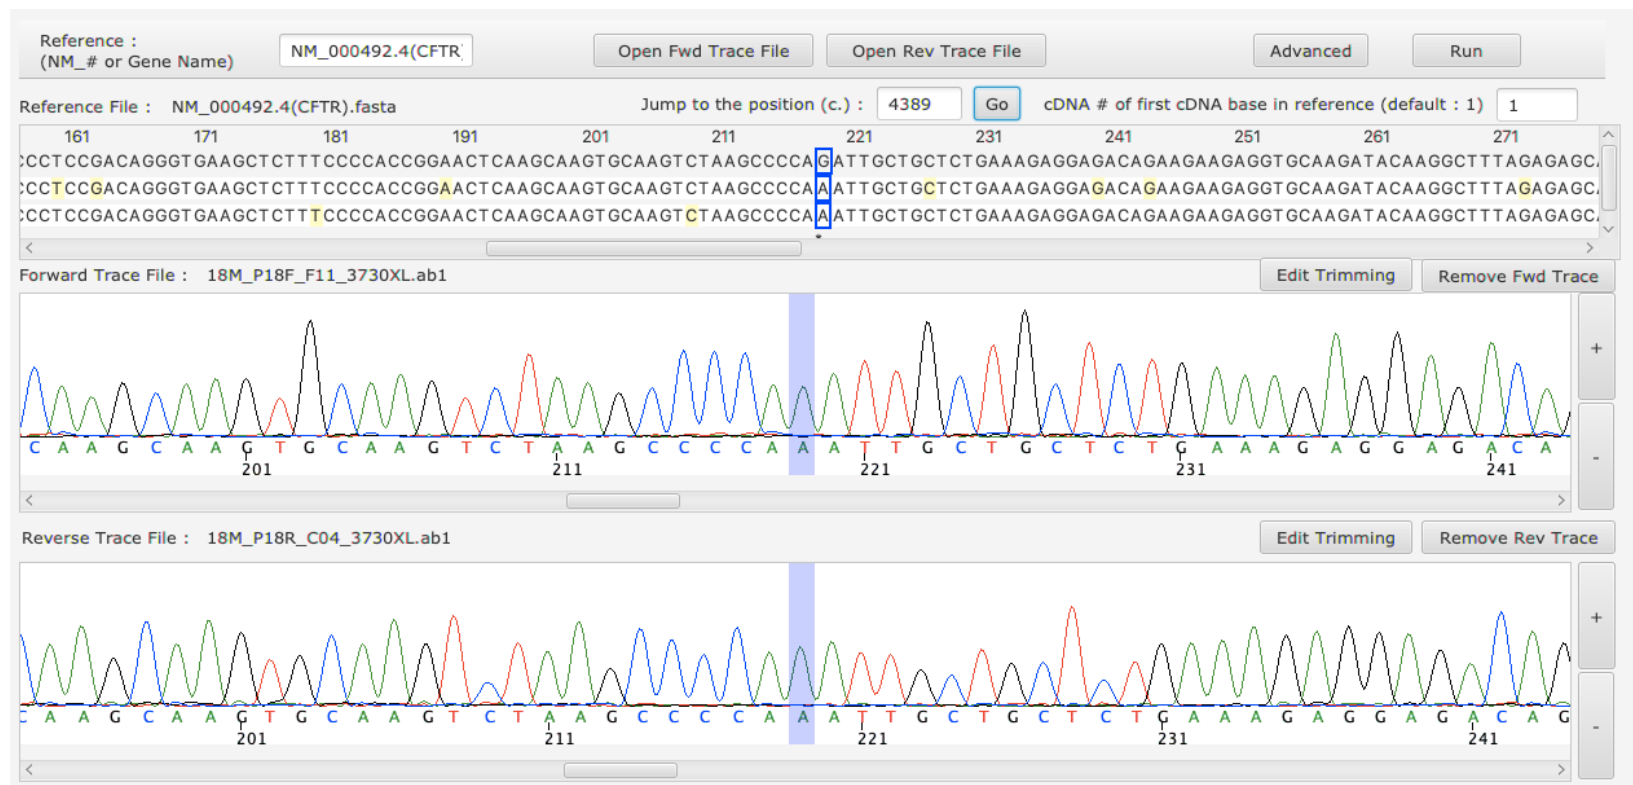 Reference :
(NM_# or Gene Name)
NM_000492.4(CFTR)
Open Fwd Trace File
Open Rev Trace File
Advanced
Run
Reference File : NM_000492.4(CFTR).fasta
Jump to the position (c.) : 4389 Go cDNA # of first cDNA base in reference (default : 1) 1
161 171 181 191 201 211 221 231 241 251 261 271
CCTCCGACAGGGTGAAGCTCTTTCCCCACCGGAACTCAAGCAAGTGCAAGTCTAAGCCCCAGATTGCTGCTCTGAAAGAGGAGACAGAAGAAGAGGTGCAAGATACAAGGCTTTAGAGAGC
CCTCCGACAGGGTGAAGCTCTTTCCCCACCGGAACTCAAGCAAGTGCAAGTCTAAGCCCCAAATTGCTGCTCTGAAAGAGGAGACAGAAGAAGAGGTGCAAGATACAAGGCTTTAGAGAGC
CCTCCGACAGGGTGAAGCTCTTTCCCCACCGGAACTCAAGCAAGTGCAAGTCTAAGCCCCAAATTGCTGCTCTGAAAGAGGAGACAGAAGAAGAGGTGCAAGATACAAGGCTTTAGAGAGC
Forward Trace File : 18M_P18F_F11_3730XL.ab1
Edit Trimming
Remove Fwd Trace
+
C A A G C A A G T G C A A G T C T A A G C C C C A A A T T G C T G C T C T G A A A G A G G A G A C A
201 211 221 231 241
-
Reverse Trace File : 18M_P18R_C04_3730XL.ab1
Edit Trimming
Remove Rev Trace
+
C A A G C A A G T G C A A G T C T A A G C C C C A A A T T G C T G C T C T G A A A G A G G A G A C A G
201 211 221 231 241
-